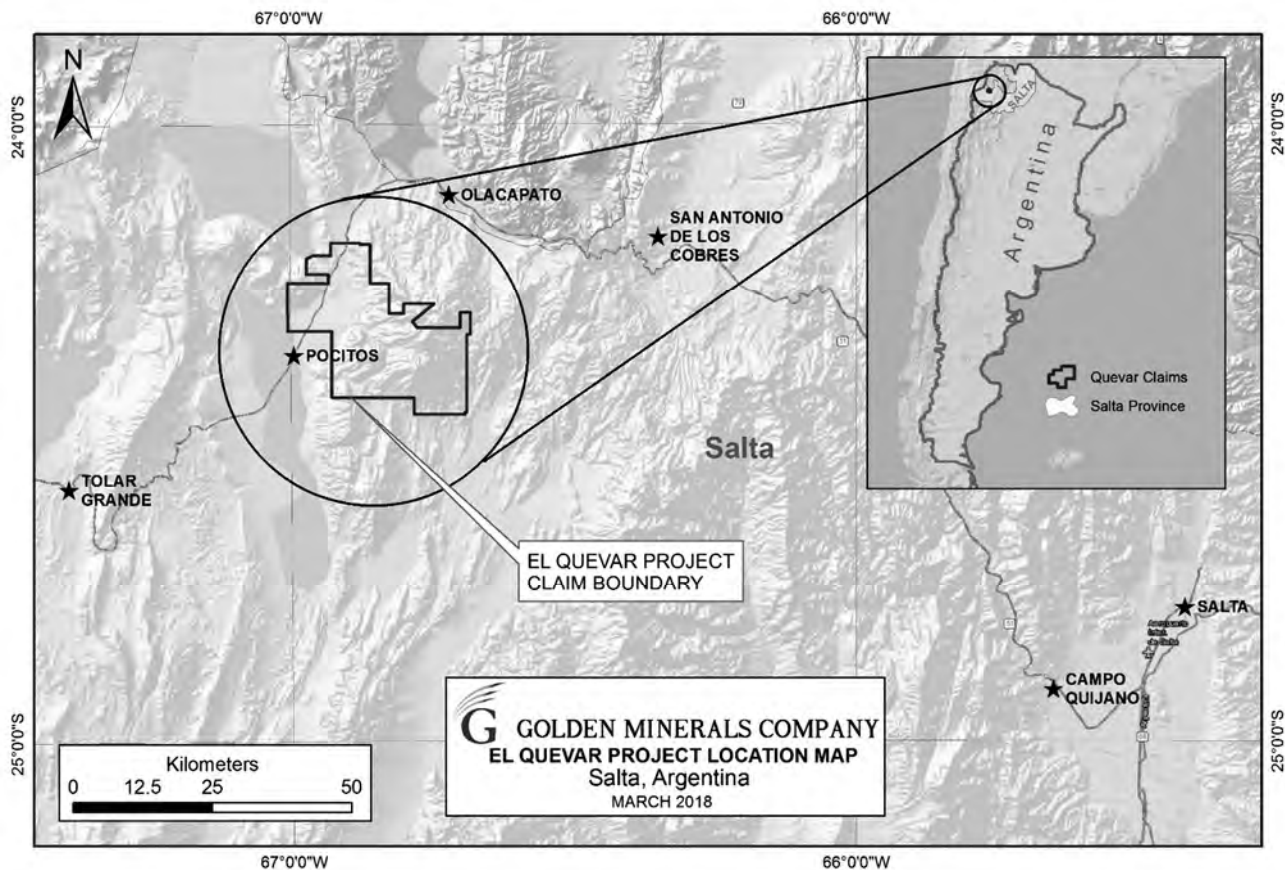 67°0'0"W
66°0'0"W
N
24°0'0"S
24°0'0"S
OLACAPATO
SAN ANTONIO
DE LOS
COBRES
POCITOS
TOLAR
GRANDE
Salta
EL QUEVAR PROJECT
CLAIM BOUNDARY
SALTA
Argentina
Quevar Claims
Salta Province
SALTA
CAMPO
QUIJANO
51
G GOLDEN MINERALS COMPANY
EL QUEVAR PROJECT LOCATION MAP
Salta, Argentina
MARCH 2018
Kilometers
0 12.5 25 50
25°0'0"S
25°0'0"S
67°0'0"W
66°0'0"W